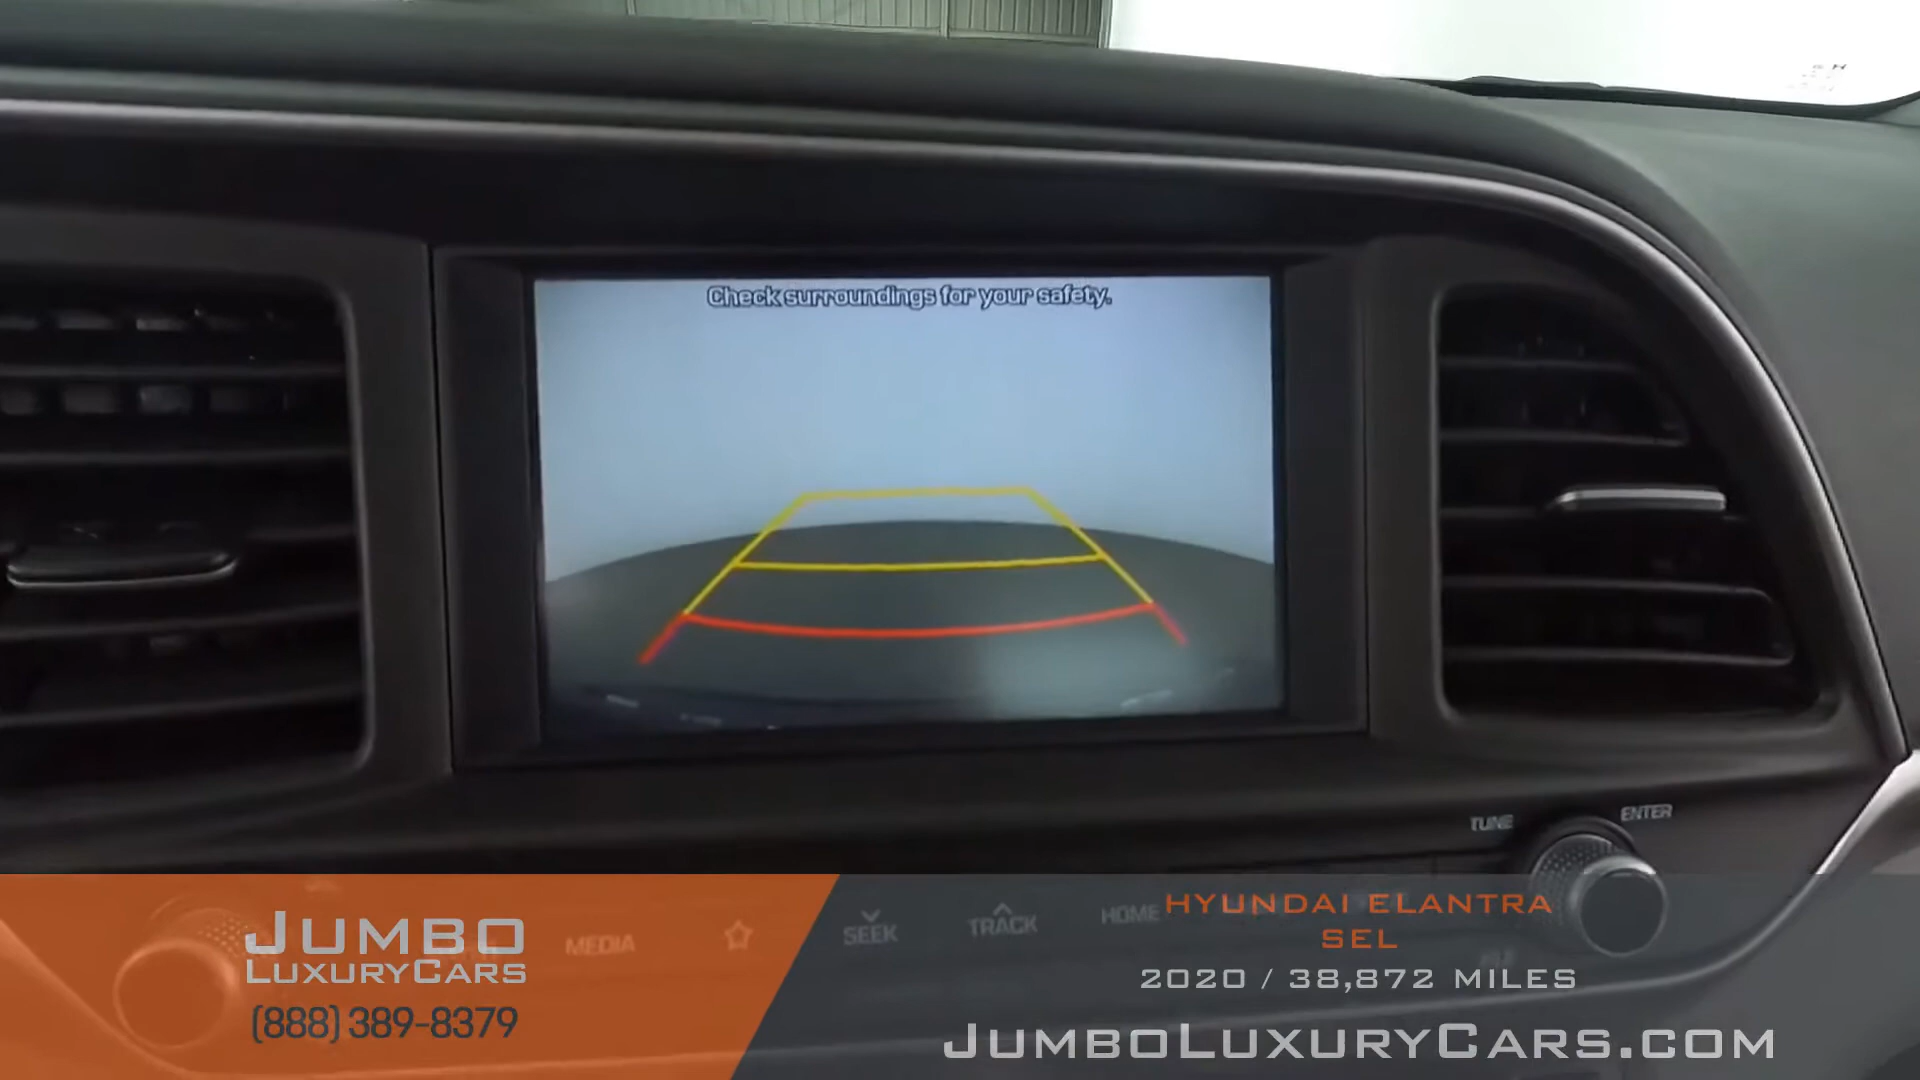 Check surroundings for your safety.
TUNE
ENTER
MEDIA
SEEK
TRACK
HOME
JUMBO
LUXURYCARS
(888) 389-8379
HYUNDAI ELANTRA
SEL
2020 / 38,872 MILES
JUMBOLUXURYCARS.COM